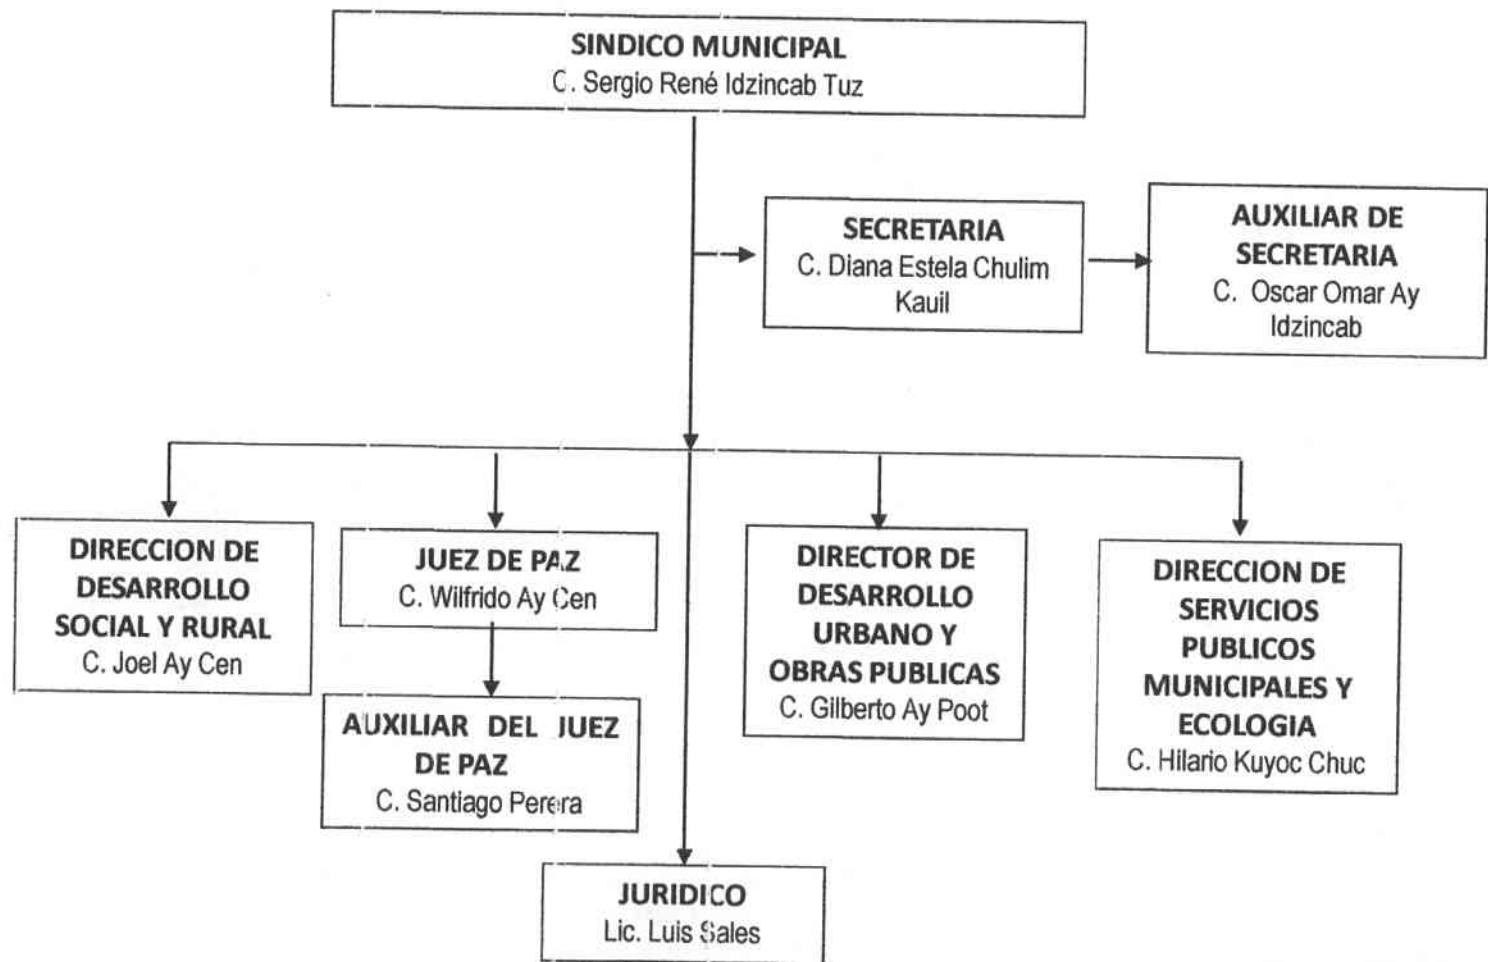 SINDICO MUNICIPAL
C. Sergio René Idzincab Tuz
SECRETARIA
C. Diana Estela Chulim
Kauil
AUXILIAR DE
SECRETARIA
C. Oscar Omar Ay
Idzincab
DIRECCION DE
DESARROLLO
SOCIAL Y RURAL
C. Joel Ay Cen
JUEZ DE PAZ
C. Wilfrido Ay Cen
AUXILIAR DEL JUEZ
DE PAZ
C. Santiago Perera
DIRECTOR DE
DESARROLLO
URBANO Y
OBRAS PUBLICAS
C. Gilberto Ay Poot
DIRECCION DE
SERVICIOS
PUBLICOS
MUNICIPALES Y
ECOLOGIA
C. Hilario Kuyoc Chuc
JURIDICO
Lic. Luis Sales